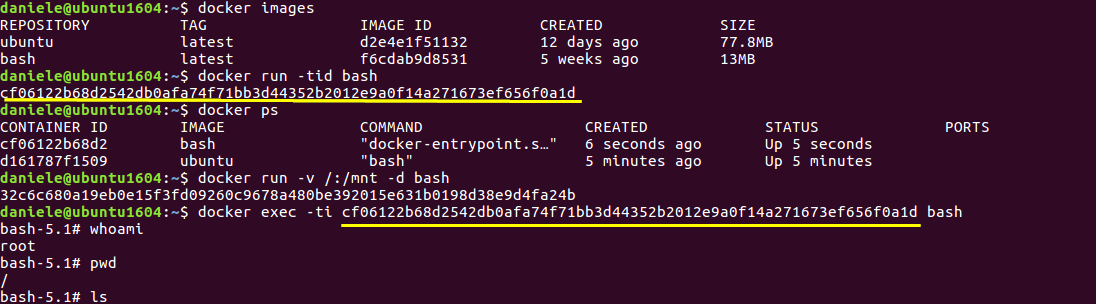 daniele@ubuntu1604:~$ docker images
REPOSITORY TAG IMAGE ID CREATED SIZE
ubuntu latest d2e4e1f51132 12 days ago 77.8MB
bash latest f6cdab9d8531 5 weeks ago 13MB
daniele@ubuntu1604:~$ docker run -tid bash
cf06122b68d2542db0afa74f71bb3d44352b2012e9a0f14a271673ef656f0a1d
daniele@ubuntu1604:~$ docker ps
CONTAINER ID IMAGE COMMAND CREATED STATUS PORTS
cf06122b68d2 bash "docker-entrypoint.s…" 6 seconds ago Up 5 seconds
d161787f1509 ubuntu "bash" 5 minutes ago Up 5 minutes
daniele@ubuntu1604:~$ docker run -v /:/mnt -d bash
32c6c680a19eb0e15f3fd09260c9678a480be392015e631b0198d38e9d4fa24b
daniele@ubuntu1604:~$ docker exec -ti cf06122b68d2542db0afa74f71bb3d44352b2012e9a0f14a271673ef656f0a1d bash
bash-5.1# whoami
root
bash-5.1# pwd
/
bash-5.1# ls